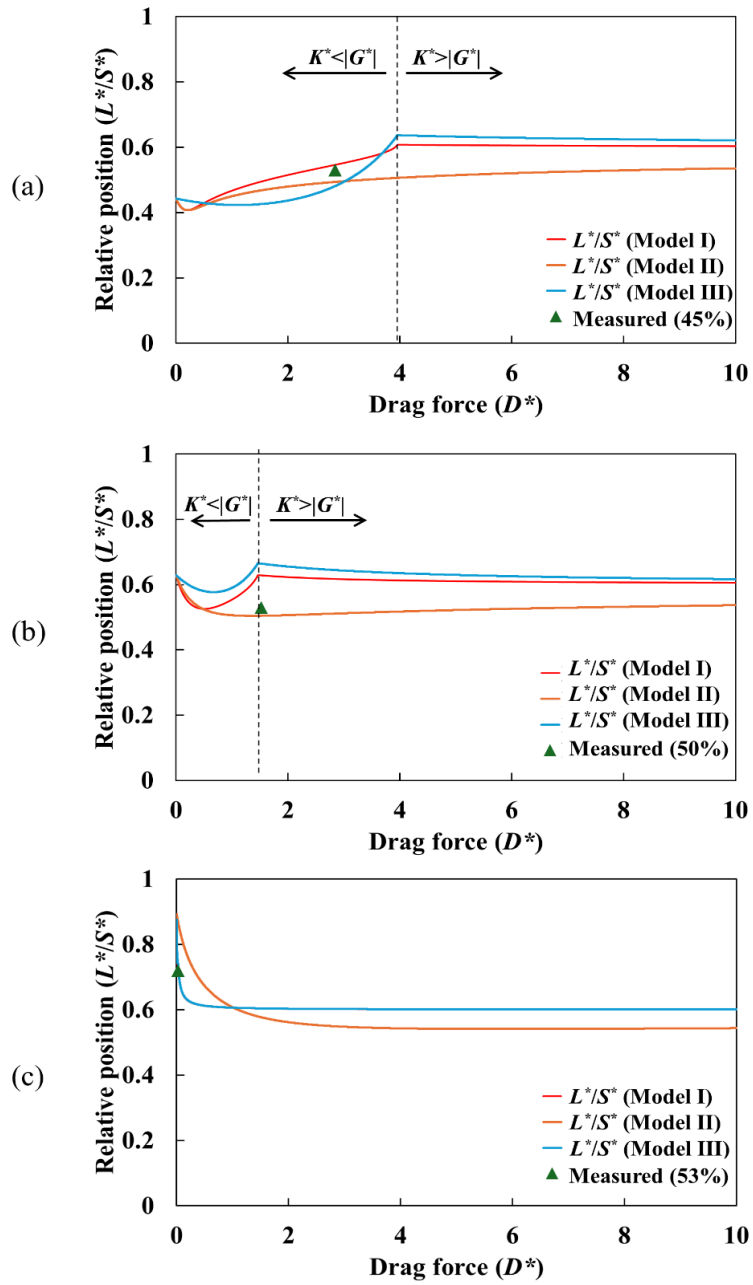 (a)
Relative position (L*/S*)
1
0.8
0.6
0.4
0.2
0
K*<|G*| K*>|G*|
L*/S* (Model I)
L*/S* (Model II)
L*/S* (Model III)
Measured (45%)
0 2 4 6 8 10
Drag force (D*)
(b)
Relative position (L*/S*)
1
0.8
0.6
0.4
0.2
0
K*<|G*| K*>|G*|
L*/S* (Model I)
L*/S* (Model II)
L*/S* (Model III)
Measured (50%)
0 2 4 6 8 10
Drag force (D*)
(c)
Relative position (L*/S*)
1
0.8
0.6
0.4
0.2
0
L*/S* (Model I)
L*/S* (Model II)
L*/S* (Model III)
Measured (53%)
0 2 4 6 8 10
Drag force (D*)